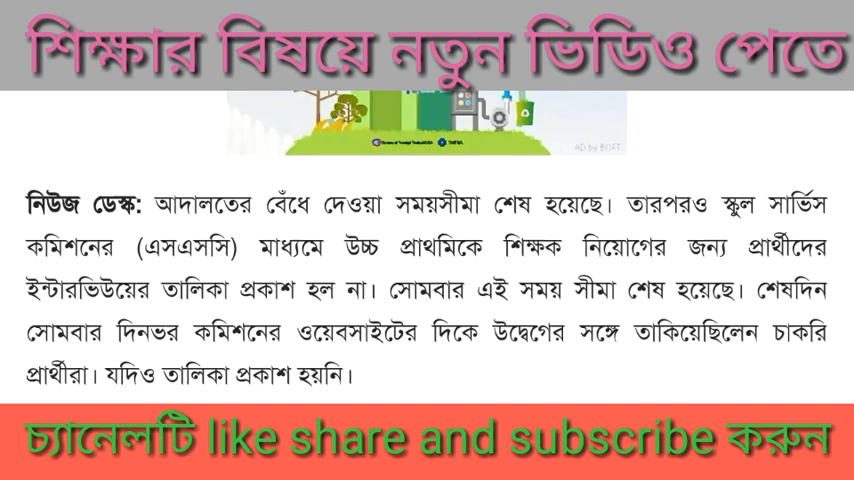 শিক্ষার বিষয়ে নতুন ভিডিও পেতে
AD by BOFT
নিউজ ডেস্ক: আদালতের বেঁধে দেওয়া সময়সীমা শেষ হয়েছে। তারপরও স্কুল সার্ভিস
কমিশনের (এসএসসি) মাধ্যমে উচ্চ প্রাথমিকে শিক্ষক নিয়োগের জন্য প্রার্থীদের
ইন্টারভিউয়ের তালিকা প্রকাশ হল না। সোমবার এই সময় সীমা শেষ হয়েছে। শেষদিন
সোমবার দিনভর কমিশনের ওয়েবসাইটের দিকে উদ্বেগের সঙ্গে তাকিয়েছিলেন চাকরি
প্রার্থীরা। যদিও তালিকা প্রকাশ হয়নি।
চ্যানেলটি like share and subscribe করুন